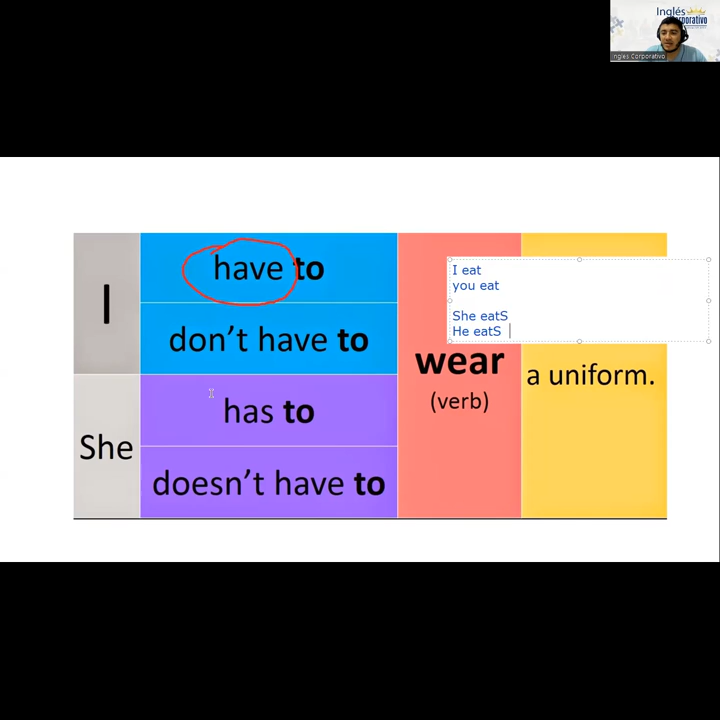 Inglés
Corporativo
Inglés Corporativo
I
have to
don't have to
She
has to
doesn't have to
wear
(verb)
a uniform.
I eat
you eat
She eatS
He eatS